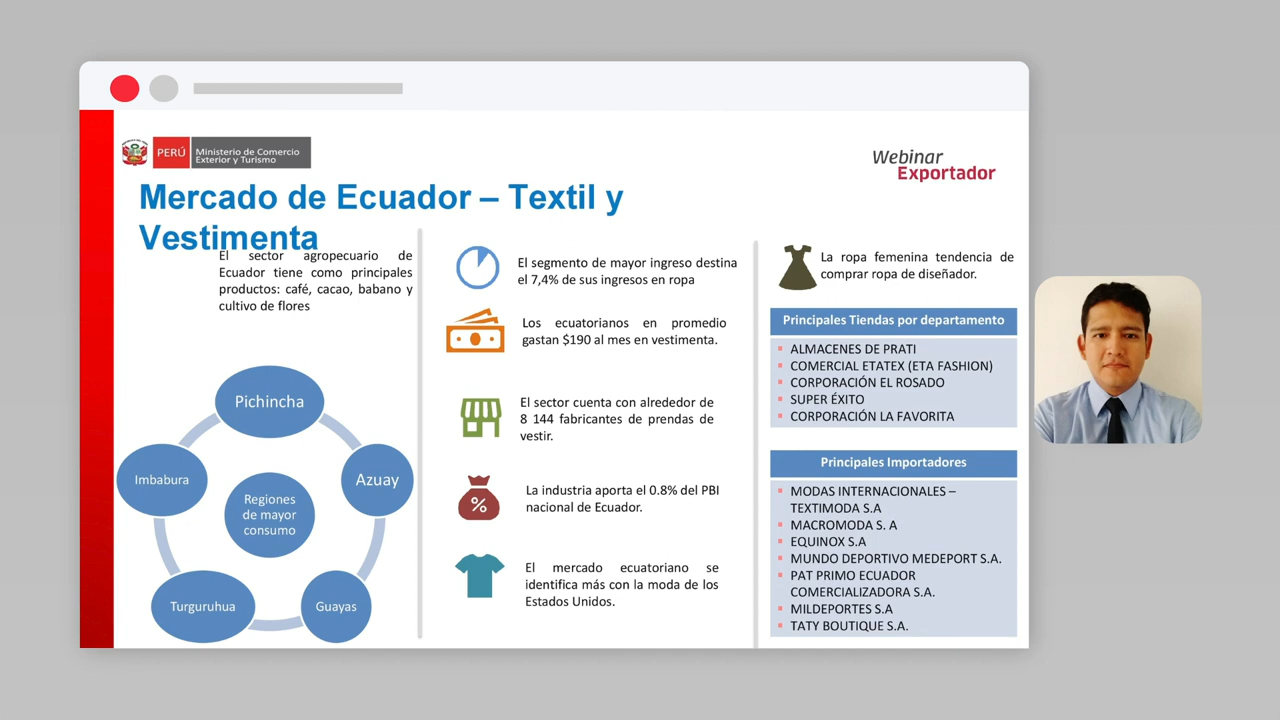 PERÚ
Ministerio de Comercio
Exterior y Turismo
Webinar
Exportador
Mercado de Ecuador – Textil y
Vestimenta
El sector agropecuario de
Ecuador tiene como principales
productos: café, cacao, babano y
cultivo de flores
Pichincha
Imbabura
Azuay
Regiones
de mayor
consumo
Turguruhua
Guayas
El segmento de mayor ingreso destina
el 7,4% de sus ingresos en ropa
Los ecuatorianos en promedio
gastan $190 al mes en vestimenta.
El sector cuenta con alrededor de
8 144 fabricantes de prendas de
vestir.
%
La industria aporta el 0.8% del PBI
nacional de Ecuador.
El mercado ecuatoriano se
identifica más con la moda de los
Estados Unidos.
La ropa femenina tendencia de
comprar ropa de diseñador.
Principales Tiendas por departamento
ALMACENES DE PRATI
COMERCIAL ETATEX (ETA FASHION)
CORPORACIÓN EL ROSADO
SUPER ÉXITO
CORPORACIÓN LA FAVORITA
Principales Importadores
MODAS INTERNACIONALES –
TEXTIMODA S.A
MACROMODA S. A
EQUINOX S.A
MUNDO DEPORTIVO MEDEPORT S.A.
PAT PRIMO ECUADOR
COMERCIALIZADORA S.A.
MILDEPORTES S.A
TATY BOUTIQUE S.A.